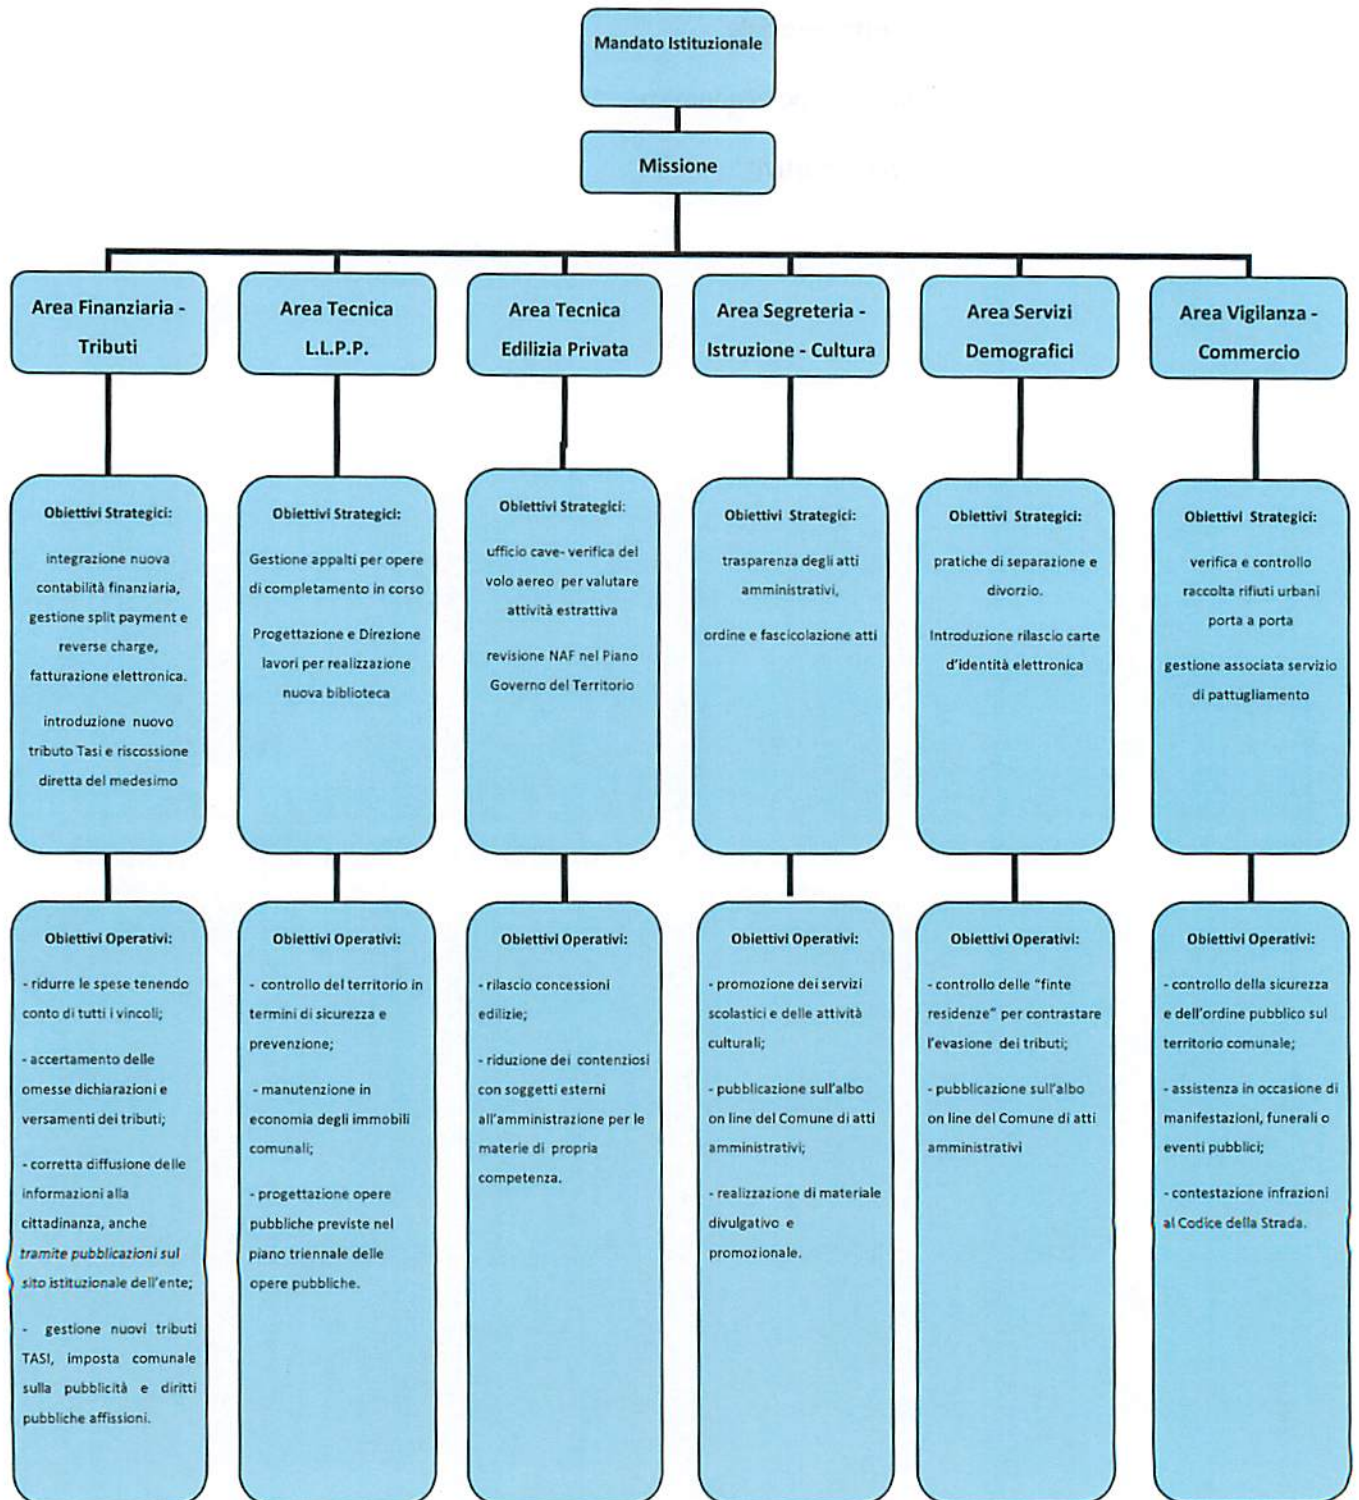 Mandato Istituzionale
Missione
Area Finanziaria -
Tributi
Area Tecnica
L.L.P.P.
Area Tecnica
Edilizia Privata
Area Segreteria -
Istruzione - Cultura
Area Servizi
Demografici
Area Vigilanza -
Commercio
Obiettivi Strategici:
integrazione nuova
contabilità finanziaria,
gestione split payment e
reverse charge,
fatturazione elettronica.
introduzione nuovo
tributo Tasi e riscossione
diretta del medesimo
Obiettivi Strategici:
Gestione appalti per opere
di completamento in corso
Progettazione e Direzione
lavori per realizzazione
nuova biblioteca
Obiettivi Strategici:
ufficio cave- verifica del
volo aereo per valutare
attività estrattiva
revisione NAF nel Piano
Governo del Territorio
Obiettivi Strategici:
trasparenza degli atti
amministrativi,
ordine e fascicolazione atti
Obiettivi Strategici:
pratiche di separazione e
divorzio.
Introduzione rilascio carte
d'identità elettronica
Obiettivi Strategici:
verifica e controllo
raccolta rifiuti urbani
porta a porta
gestione associata servizio
di pattugliamento
Obiettivi Operativi:
- ridurre le spese tenendo
conto di tutti i vincoli;
- accertamento delle
omesse dichiarazioni e
versamenti dei tributi;
- corretta diffusione delle
informazioni alla
cittadinanza, anche
tramite pubblicazioni sul
sito istituzionale dell'ente;
- gestione nuovi tributi
TASI, imposta comunale
sulla pubblicità e diritti
pubbliche affissioni.
Obiettivi Operativi:
- controllo del territorio in
termini di sicurezza e
prevenzione;
- manutenzione in
economia degli immobili
comunali;
- progettazione opere
pubbliche previste nel
piano triennale delle
opere pubbliche.
Obiettivi Operativi:
- rilascio concessioni
edilizie;
- riduzione dei contenziosi
con soggetti esterni
all'amministrazione per le
materie di propria
competenza.
Obiettivi Operativi:
- promozione dei servizi
scolastici e delle attività
culturali;
- pubblicazione sull'albo
on line del Comune di atti
amministrativi;
- realizzazione di materiale
divulgativo e
promozionale.
Obiettivi Operativi:
- controllo delle "finte
residenze" per contrastare
l'evasione dei tributi;
- pubblicazione sull'albo
on line del Comune di atti
amministrativi
Obiettivi Operativi:
- controllo della sicurezza
e dell'ordine pubblico sul
territorio comunale;
- assistenza in occasione di
manifestazioni, funerali o
eventi pubblici;
- contestazione infrazioni
al Codice della Strada.